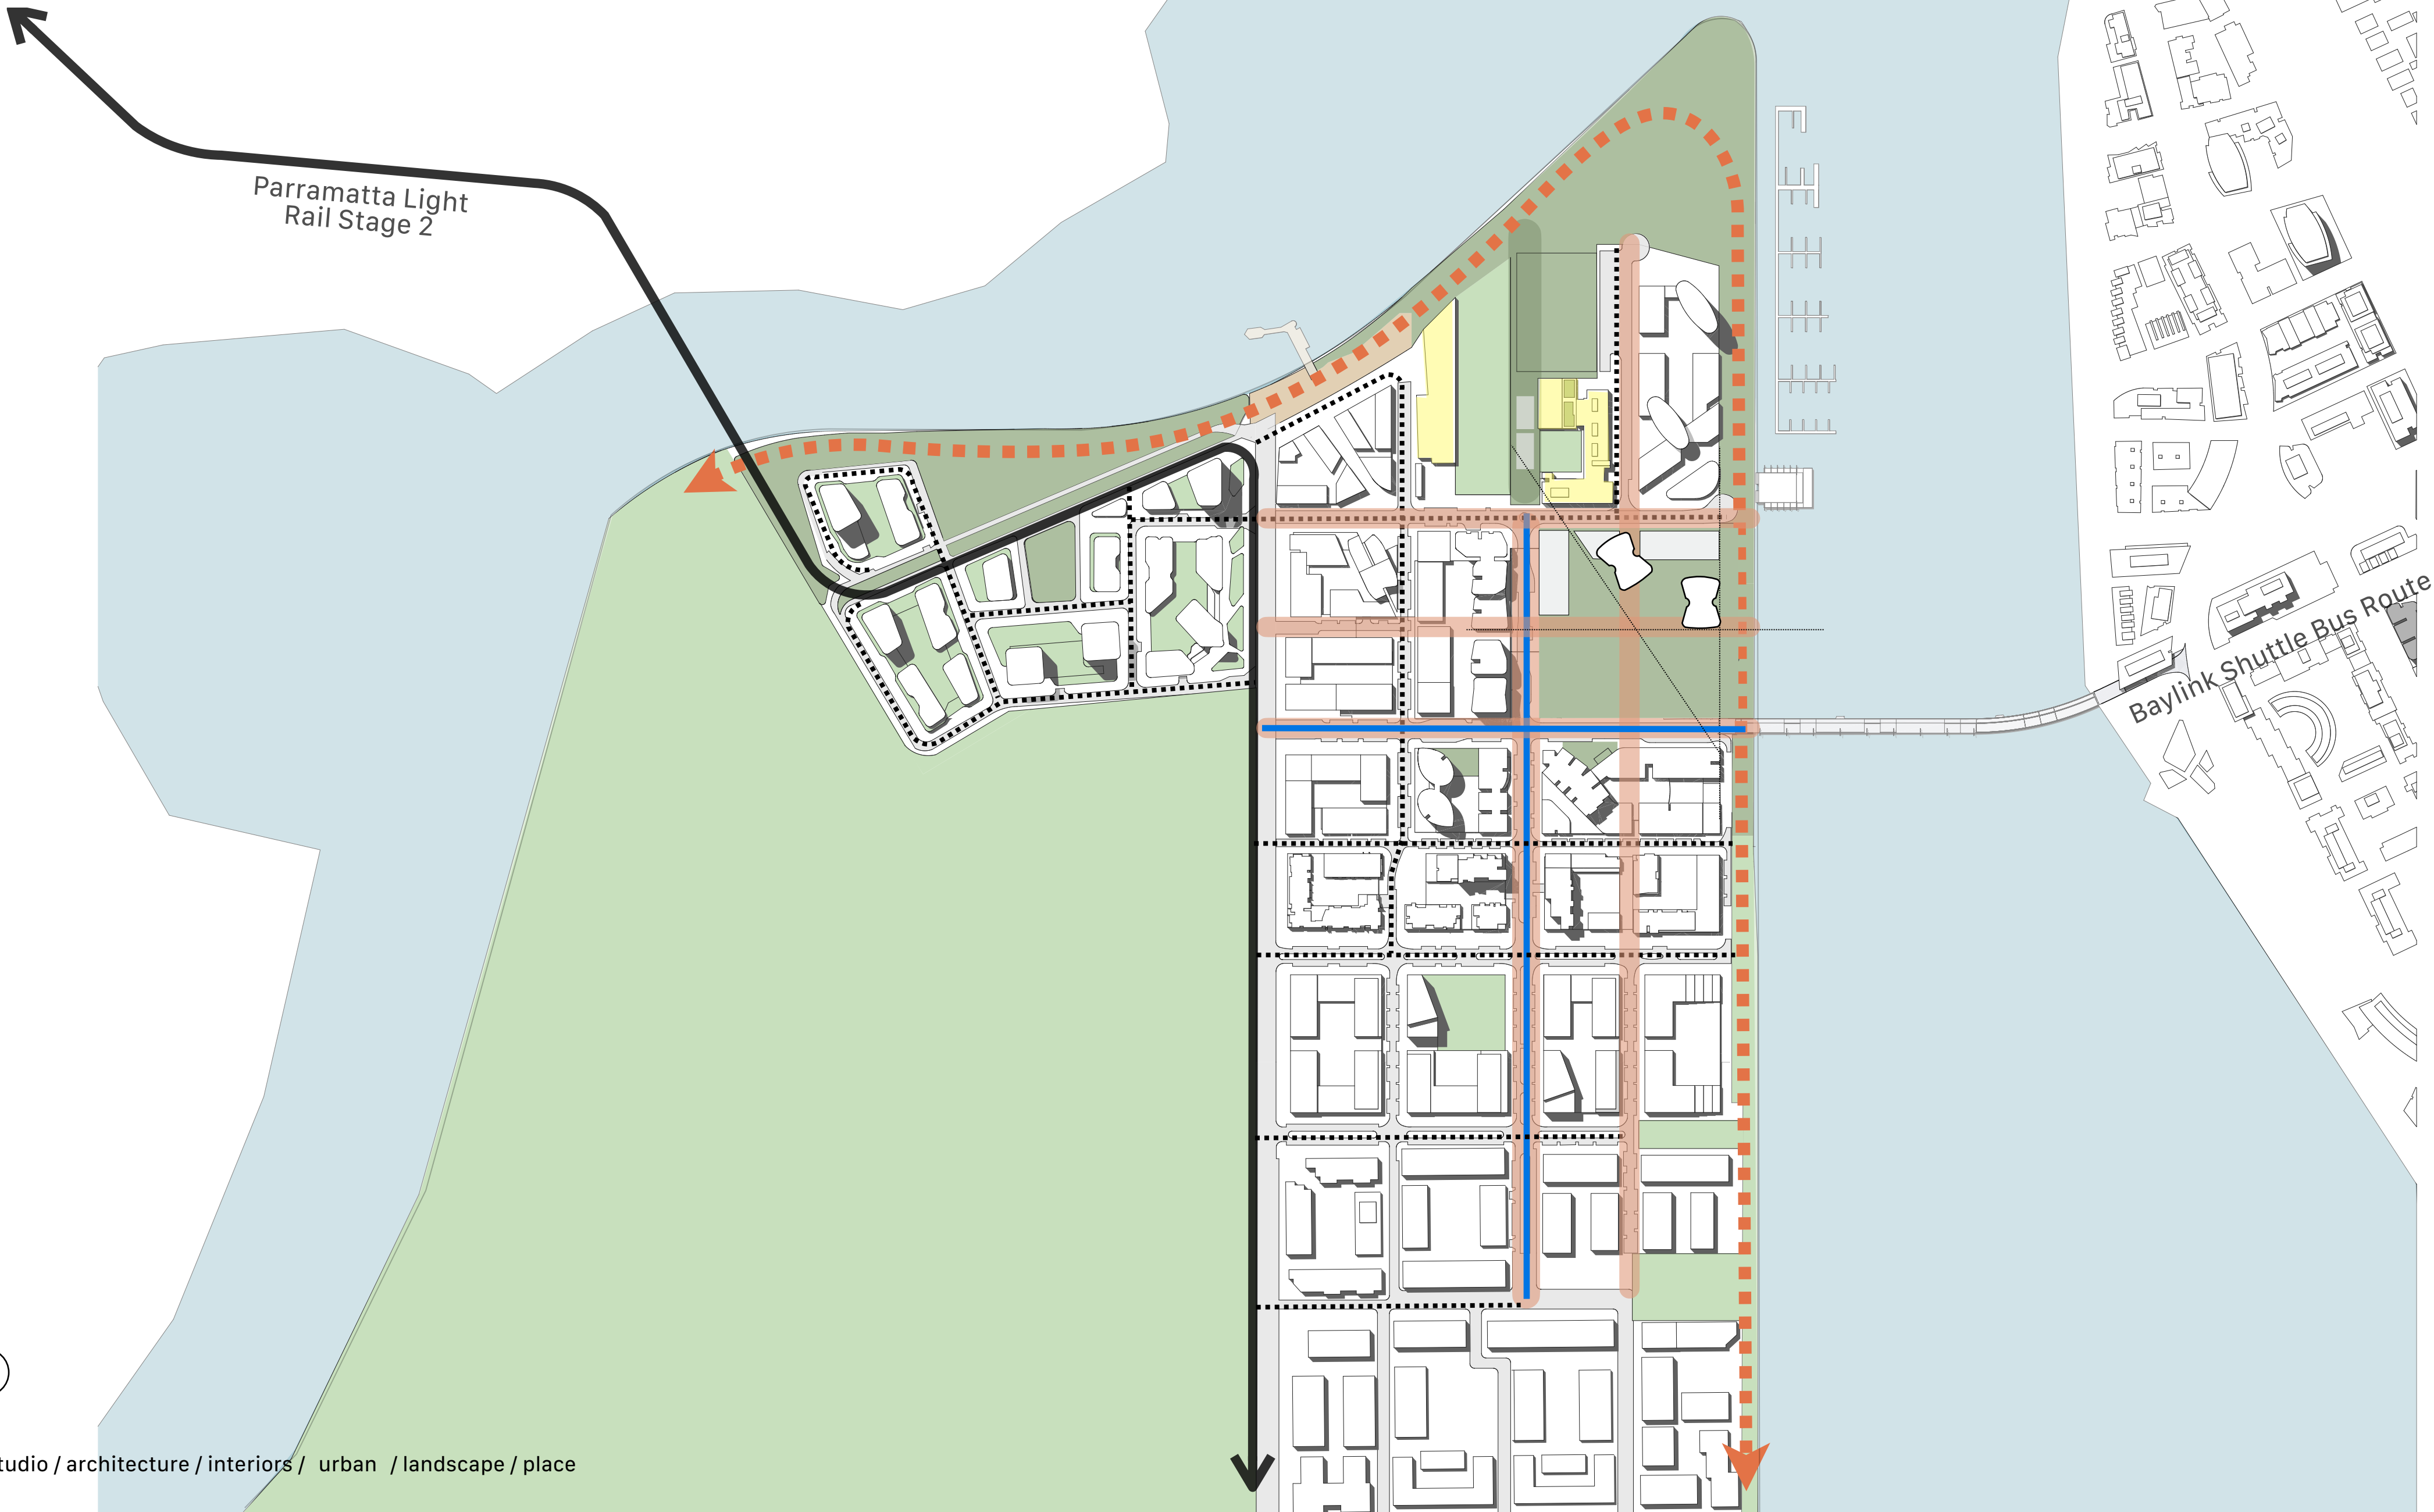 Parramatta Light
Rail Stage 2
Baylink Shuttle Bus Route
tudio / architecture / interiors / urban / landscape / place